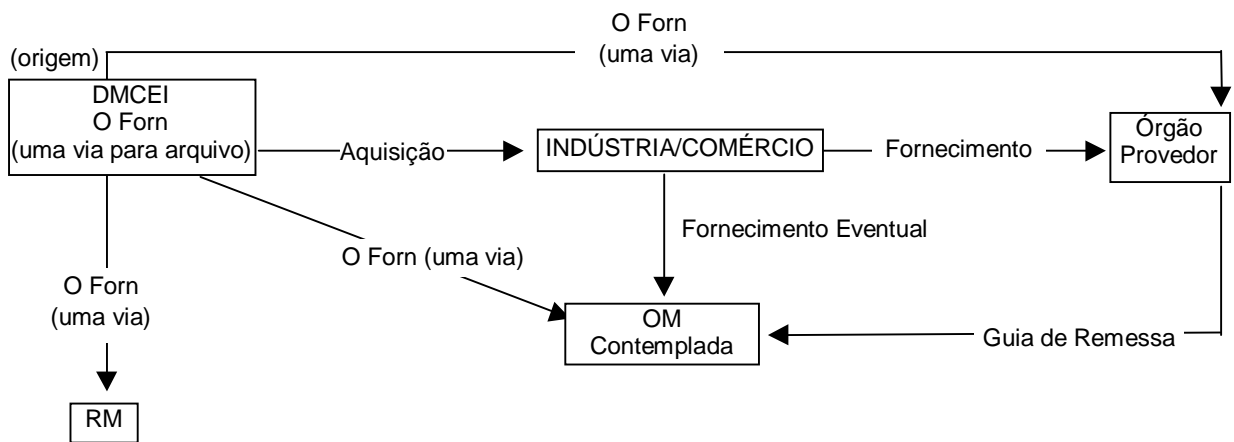 O Forn
(uma via)
(origem)
DMCEI
O Forn
(uma via para arquivo)
Aquisição
INDÚSTRIA/COMÉRCIO
Fornecimento
Órgão
Provedor
Fornecimento Eventual
O Forn (uma via)
O Forn
(uma via)
OM
Contemplada
Guia de Remessa
RM